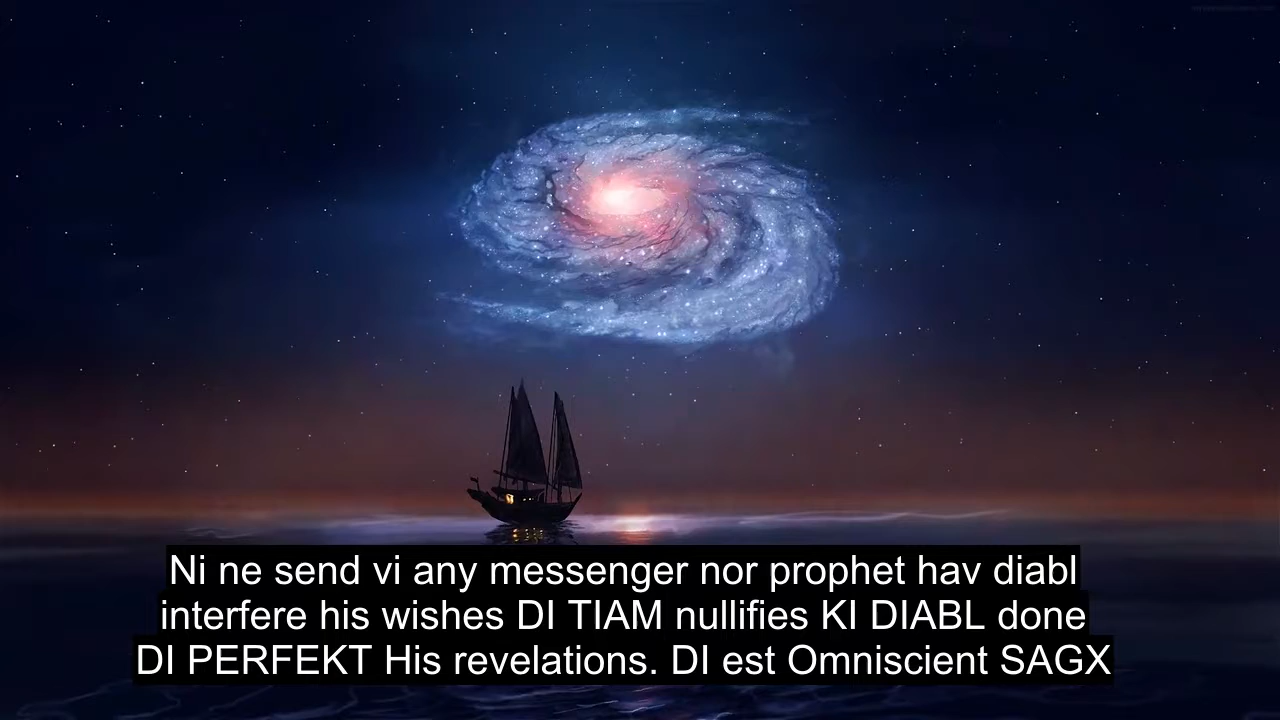 Ni ne send vi any messenger nor prophet hav diabl
interfere his wishes DI TIAM nullifies KI DIABL done
DI PERFEKT His revelations. DI est Omniscient SAGX